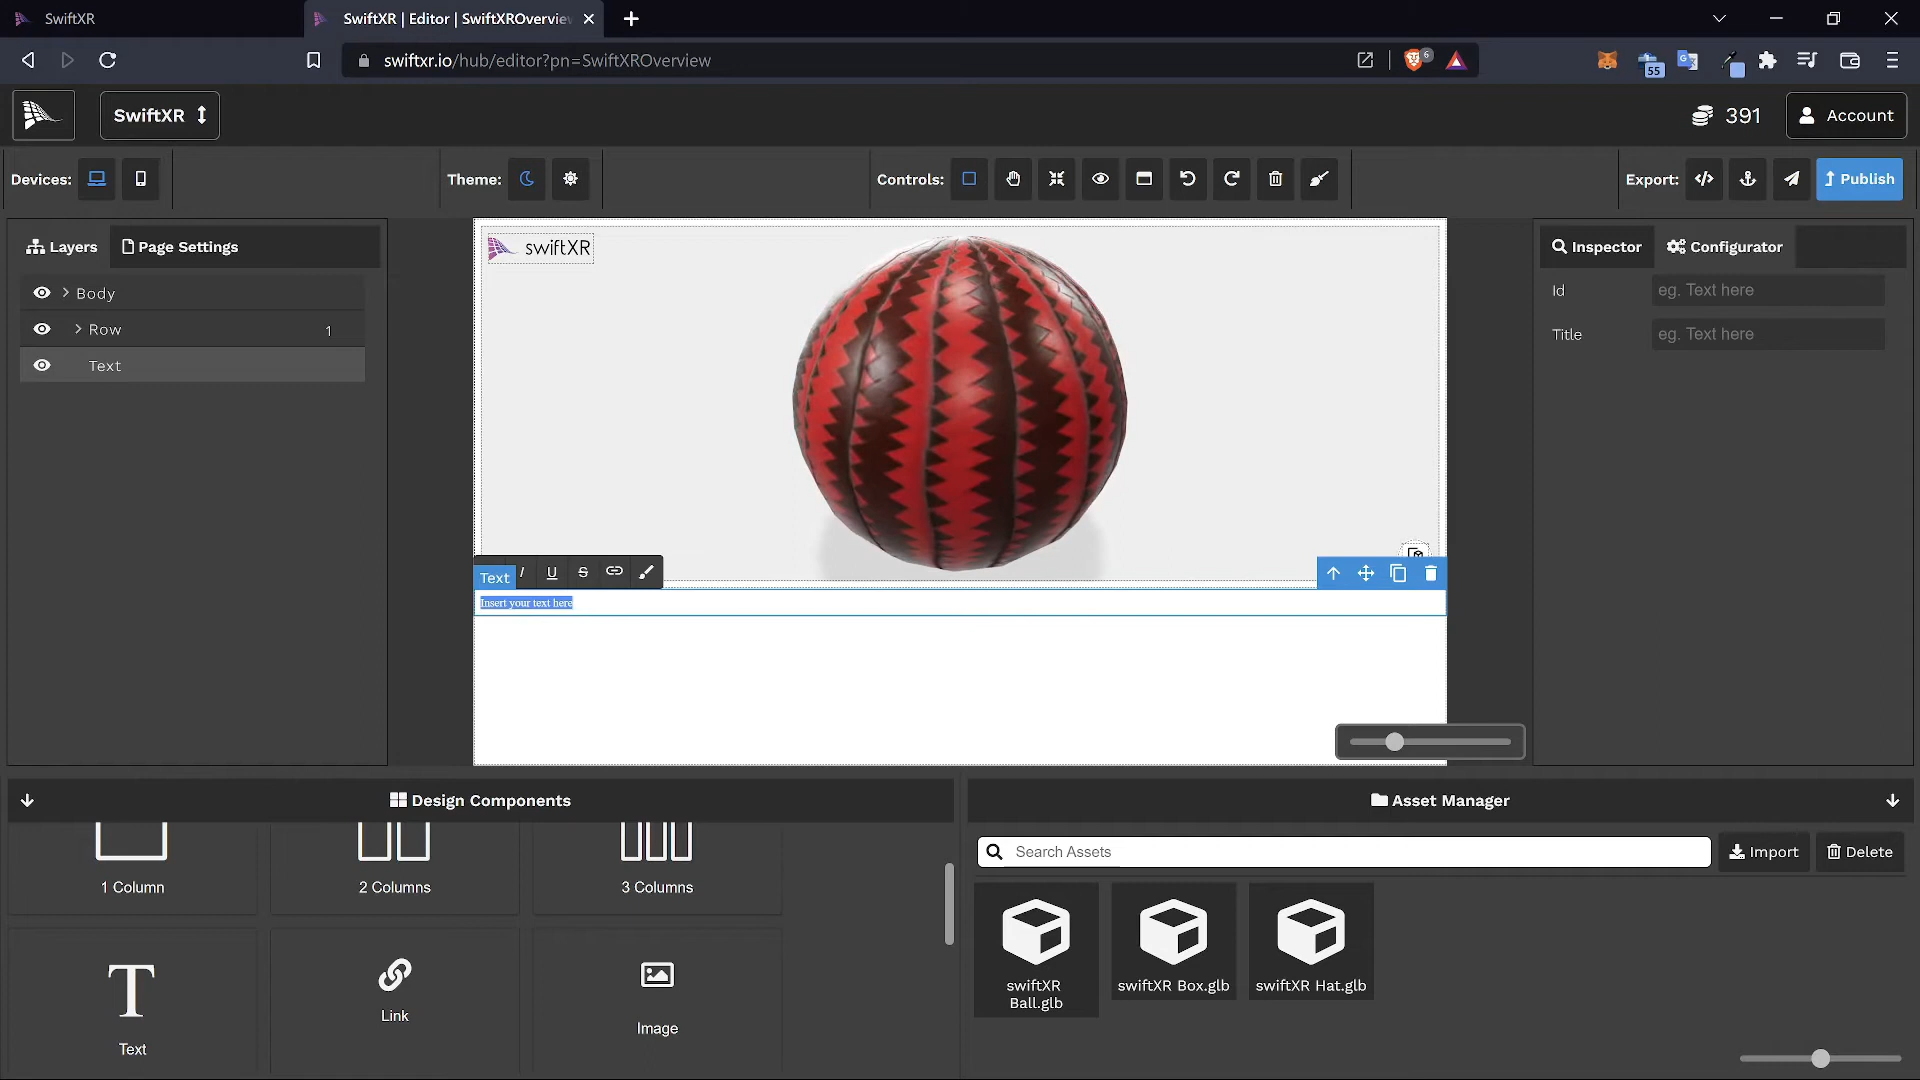 SwiftXR
SwiftXR | Editor | SwiftXROvervie
swiftxr.io/hub/editor?pn=SwiftXROverview
6
55
SwiftXR
391
Account
Devices:
Theme:
Controls:
Export:
Publish
Layers
Page Settings
Body
Row
1
Text
swiftXR
Text
I
U
S
Insert your text here
Inspector
Configurator
Id
eg. Text here
Title
eg. Text here
Design Components
1 Column
2 Columns
3 Columns
T
Text
Link
Image
Asset Manager
Search Assets
Import
Delete
swiftXR
Ball.glb
swiftXR Box.glb
swiftXR Hat.glb